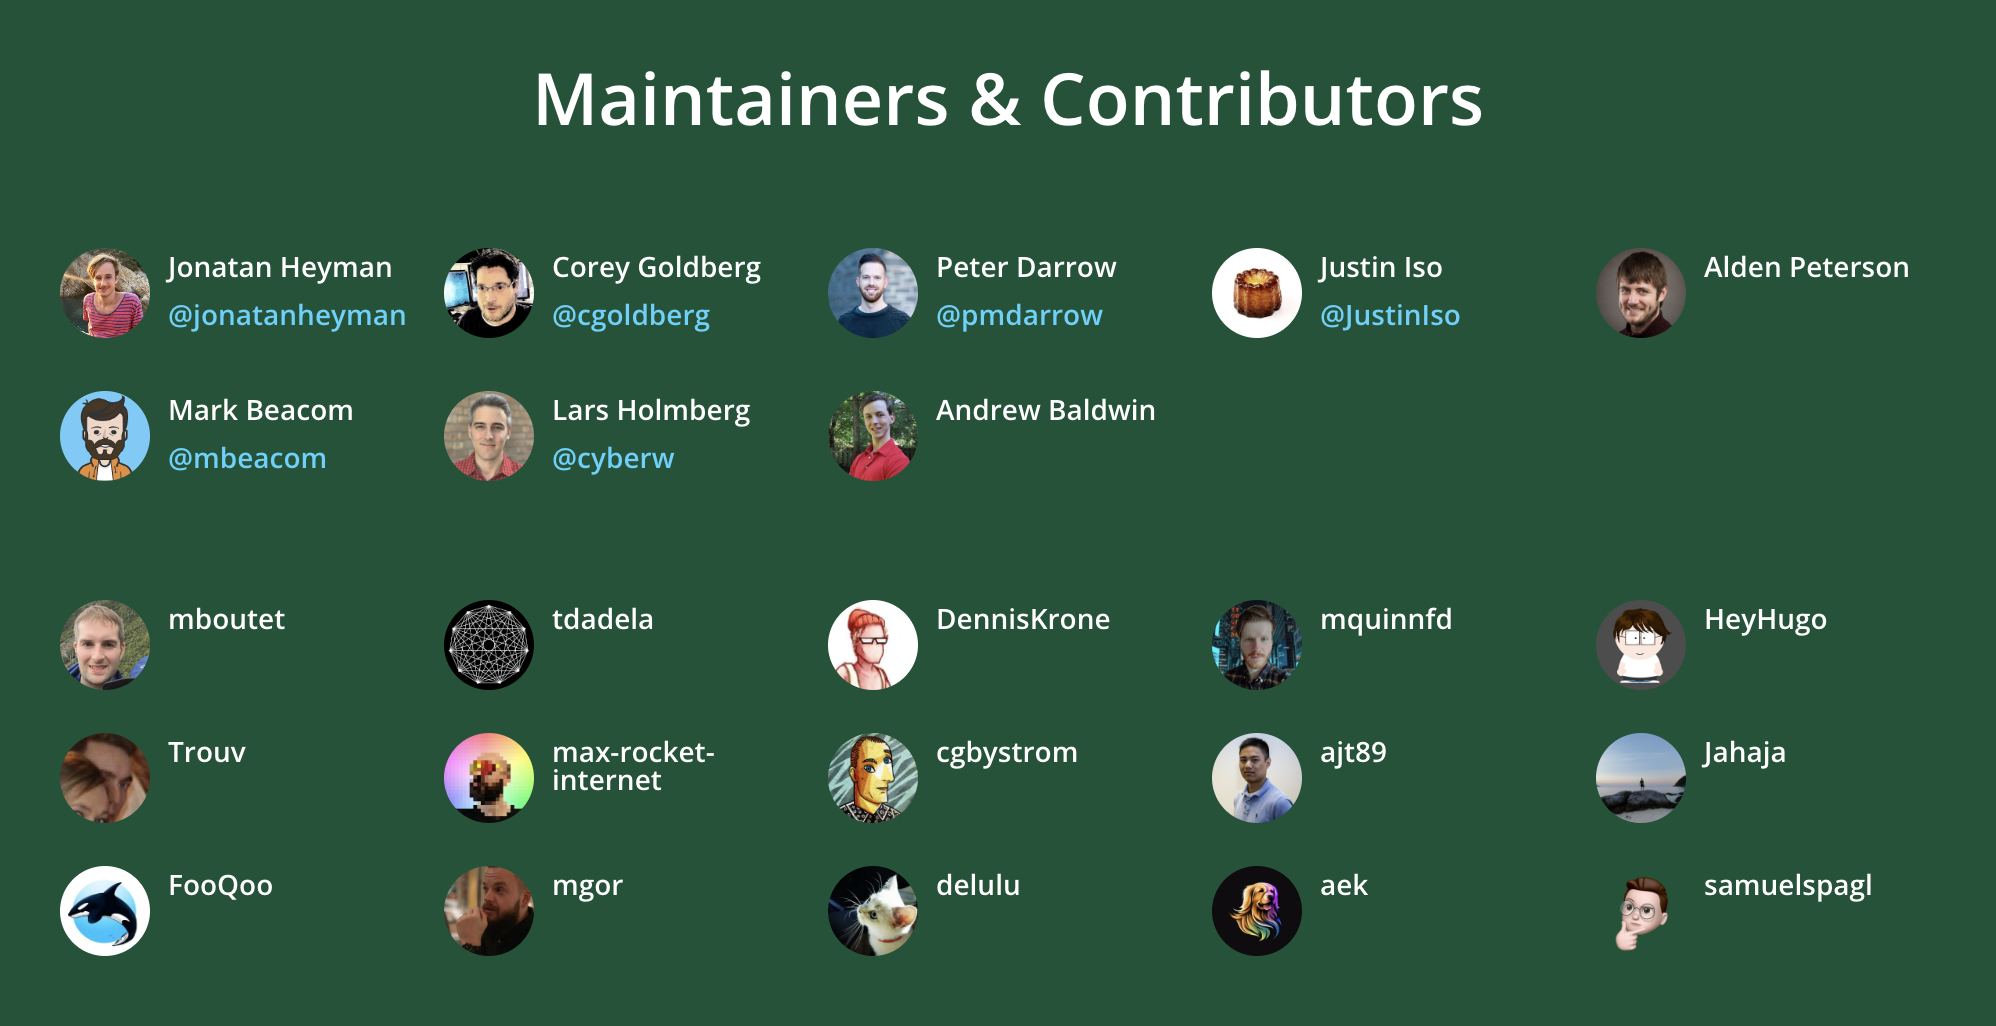 Maintainers & Contributors
Jonatan Heyman
@jonatanheyman
Corey Goldberg
@cgoldberg
Peter Darrow
@pmdarrow
Justin Iso
@JustinIso
Alden Peterson
Mark Beacom
@mbeacom
Lars Holmberg
@cyberw
Andrew Baldwin
mboutet
tdadela
DennisKrone
mquinnfd
HeyHugo
Trouv
max-rocket-
internet
cgbystrom
ajt89
Jahaja
FooQoo
mgor
delulu
aek
samuelspagl